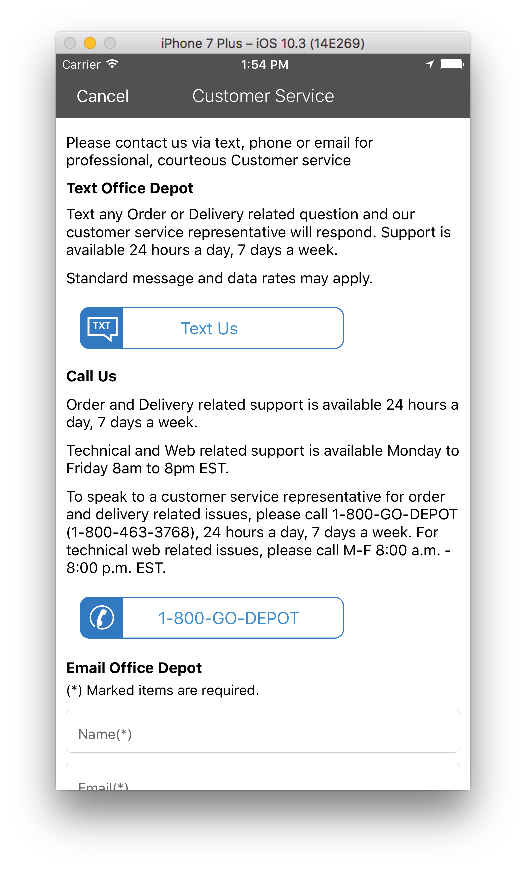 iPhone 7 Plus – iOS 10.3 (14E269)
Carrier 1:54 PM
Cancel Customer Service
Please contact us via text, phone or email for
professional, courteous Customer service
Text Office Depot
Text any Order or Delivery related question and our
customer service representative will respond. Support is
available 24 hours a day, 7 days a week.
Standard message and data rates may apply.
TXT Text Us
Call Us
Order and Delivery related support is available 24 hours a
day, 7 days a week.
Technical and Web related support is available Monday to
Friday 8am to 8pm EST.
To speak to a customer service representative for order
and delivery related issues, please call 1-800-GO-DEPOT
(1-800-463-3768), 24 hours a day, 7 days a week. For
technical web related issues, please call M-F 8:00 a.m. -
8:00 p.m. EST.
1-800-GO-DEPOT
Email Office Depot
(*) Marked items are required.
Name(*)
Email(*)